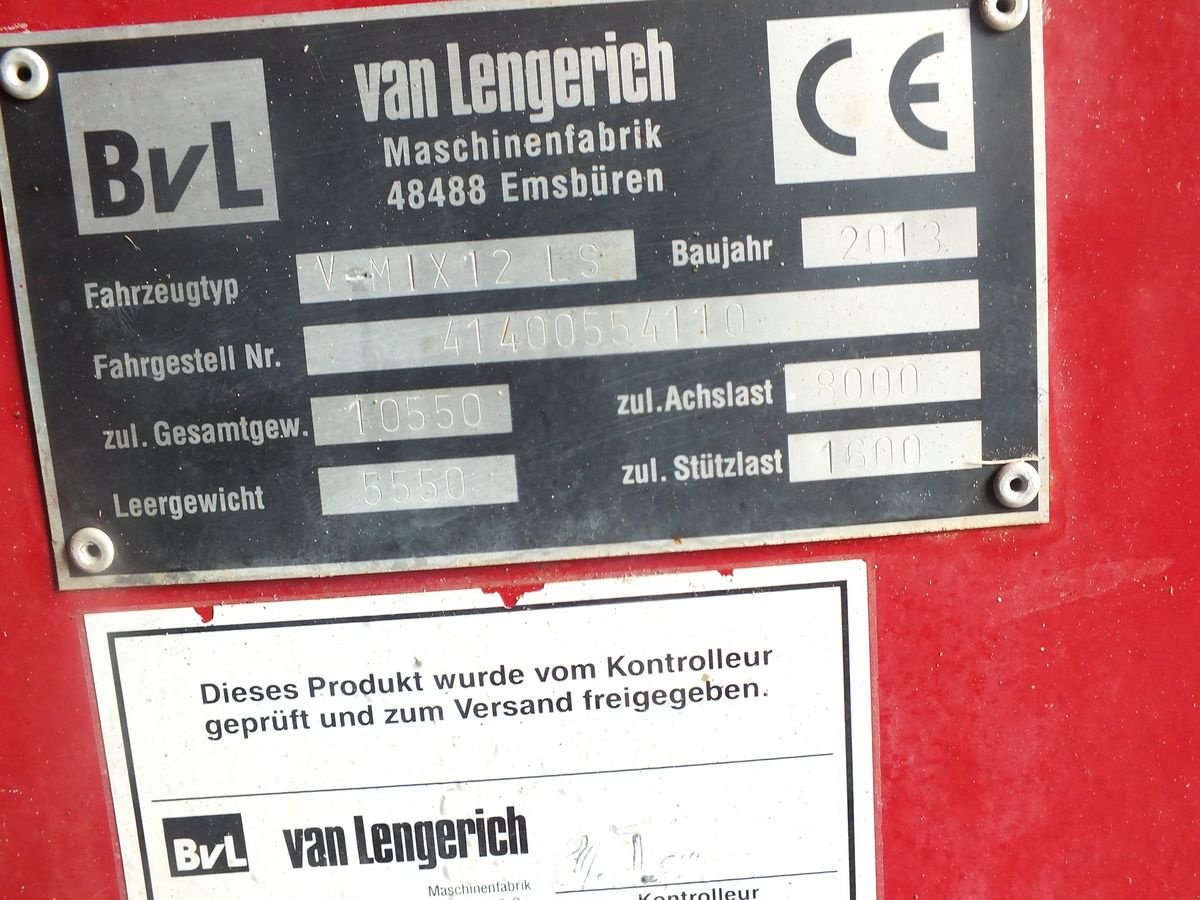 BvL
van Lengerich
Maschinenfabrik
48488 Emsbüren
CE
Fahrzeugtyp V-MIX12 LS Baujahr 2013
Fahrgestell Nr. 41400554110
zul. Gesamtgew. 10550 zul. Achslast 8000
Leergewicht 5550 zul. Stützlast 1600
Dieses Produkt wurde vom Kontrolleur
geprüft und zum Versand freigegeben.
BvL van Lengerich
Maschinenfabrik
Kontrolleur